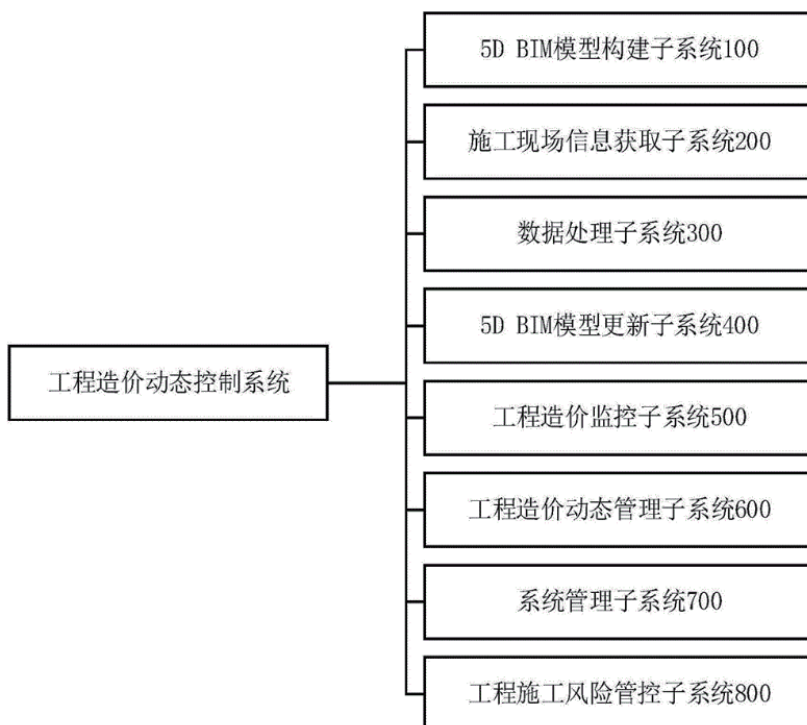 5D BIM模型构建子系统100
施工现场信息获取子系统200
数据处理子系统300
5D BIM模型更新子系统400
工程造价动态控制系统
工程造价监控子系统500
工程造价动态管理子系统600
系统管理子系统700
工程施工风险管控子系统800